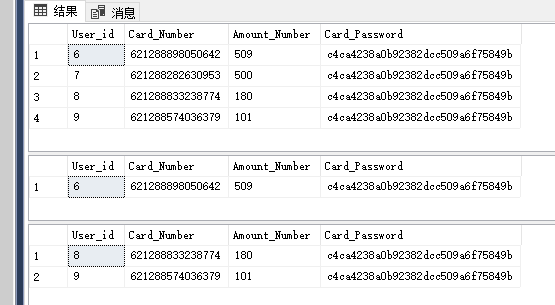 结果 消息
User_id Card_Number Amount_Number Card_Password
1 6 621288898050642 509 c4ca4238a0b92382dcc509a6f75849b
2 7 621288282630953 500 c4ca4238a0b92382dcc509a6f75849b
3 8 621288833238774 180 c4ca4238a0b92382dcc509a6f75849b
4 9 621288574036379 101 c4ca4238a0b92382dcc509a6f75849b
User_id Card_Number Amount_Number Card_Password
1 6 621288898050642 509 c4ca4238a0b92382dcc509a6f75849b
User_id Card_Number Amount_Number Card_Password
1 8 621288833238774 180 c4ca4238a0b92382dcc509a6f75849b
2 9 621288574036379 101 c4ca4238a0b92382dcc509a6f75849b